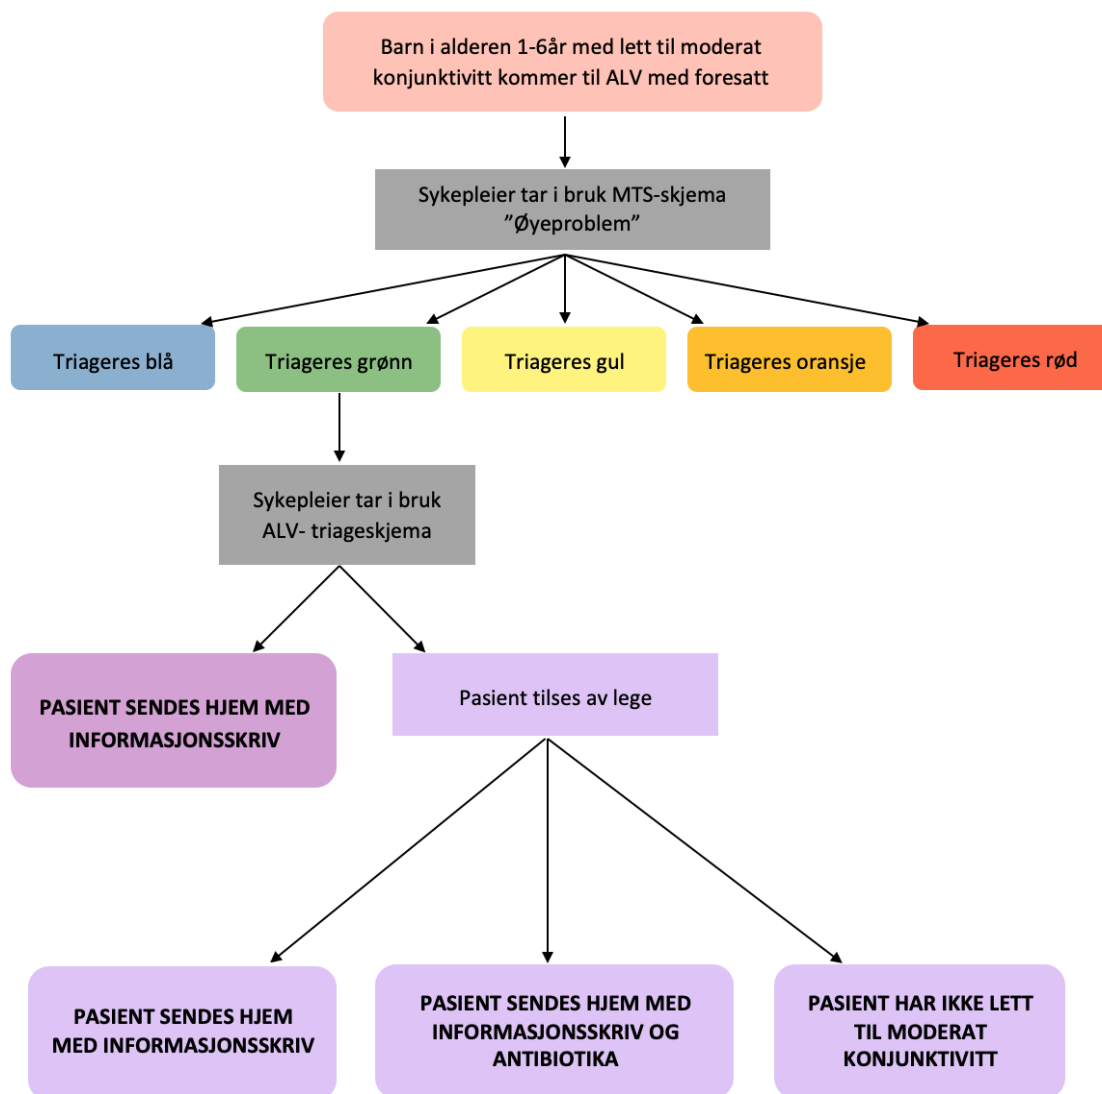 Barn i alderen 1-6år med lett til moderat
konjunktivitt kommer til ALV med foresatt
Sykepleier tar i bruk MTS-skjema
”Øyeproblem”
Triageres blå
Triageres grønn
Triageres gul
Triageres oransje
Triageres rød
Sykepleier tar i bruk
ALV- triageskjema
PASIENT SENDES HJEM MED
INFORMASJONSSKRIV
Pasient tilses av lege
PASIENT SENDES HJEM
MED INFORMASJONSSKRIV
PASIENT SENDES HJEM MED
INFORMASJONSSKRIV OG
ANTIBIOTIKA
PASIENT HAR IKKE LETT
TIL MODERAT
KONJUNKTIVITT